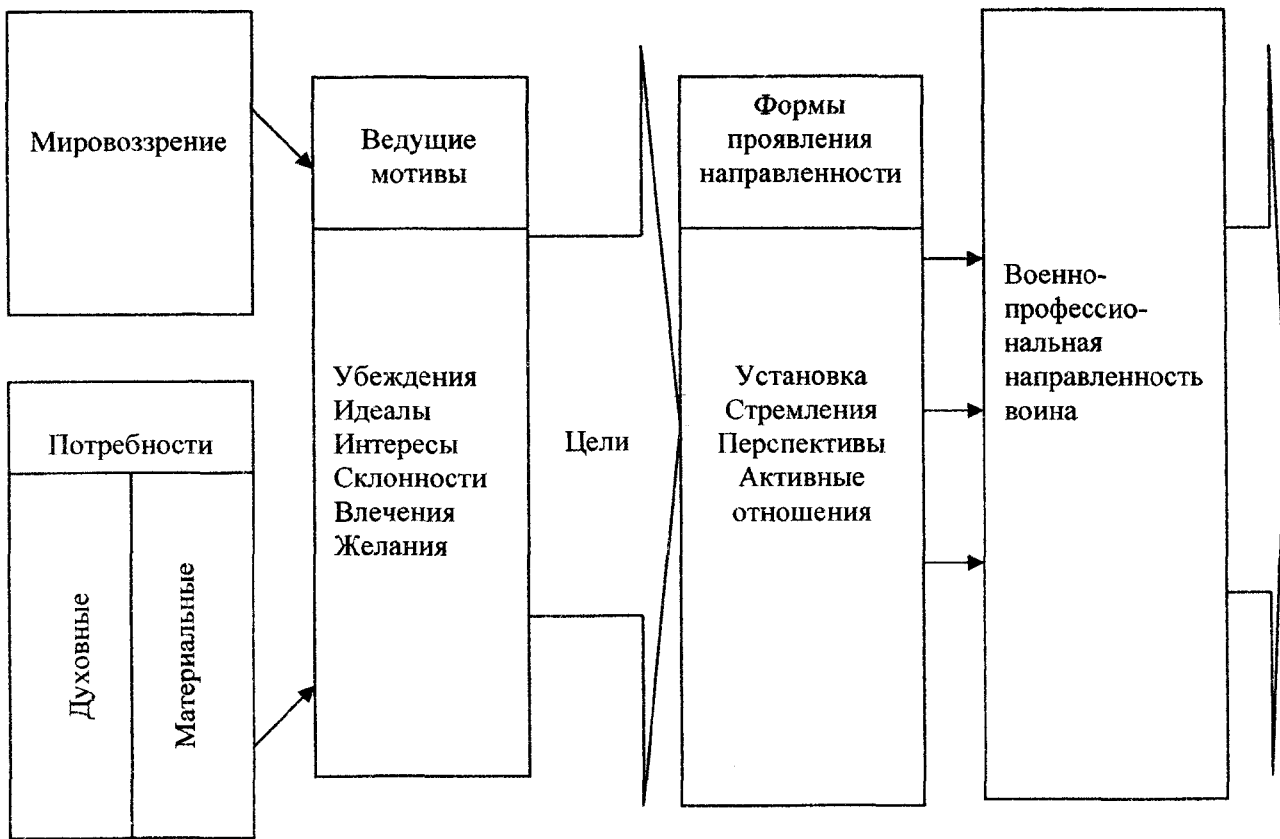 Мировоззрение
Потребности
Духовные
Материальные
Ведущие
мотивы
Убеждения
Идеалы
Интересы
Склонности
Влечения
Желания
Цели
Формы
проявления
направленности
Установка
Стремления
Перспективы
Активные
отношения
Военно-
профессио-
нальная
направленность
воина